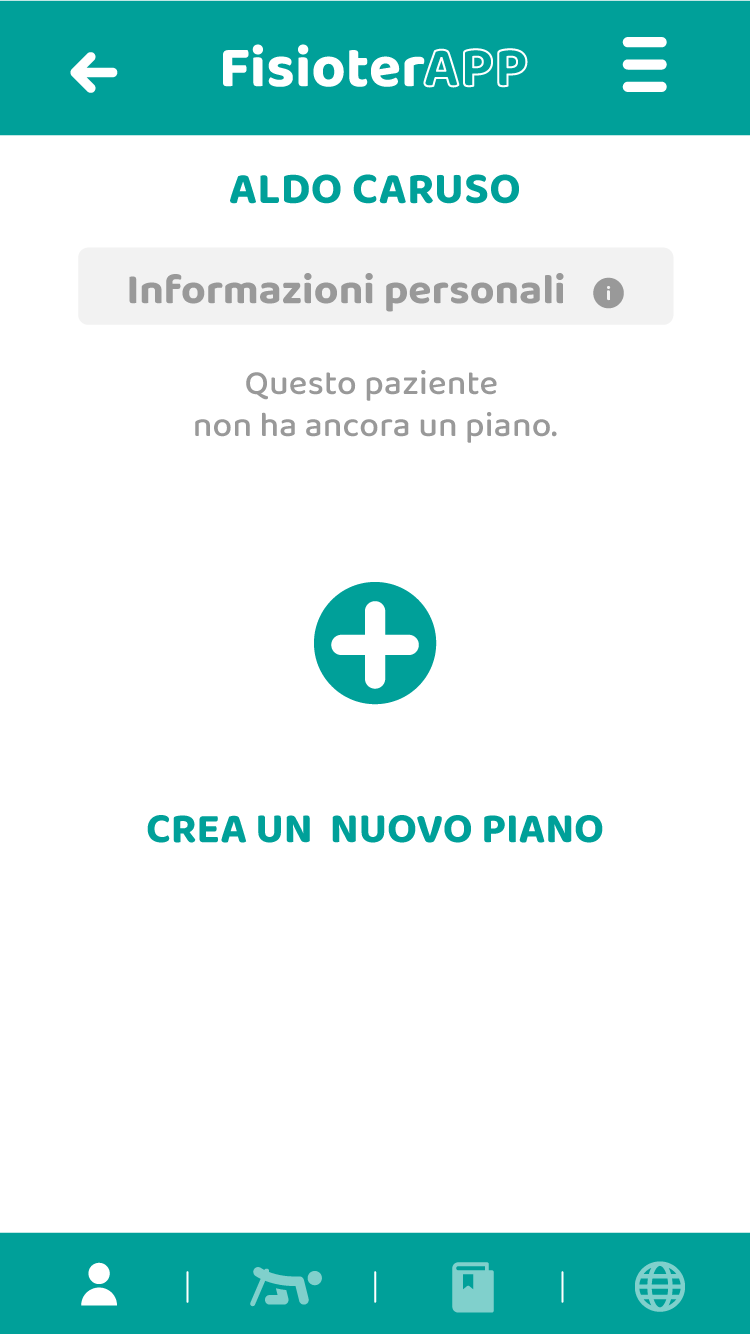 FisioterAPP
ALDO CARUSO
Informazioni personali i
Questo paziente
non ha ancora un piano.
CREA UN NUOVO PIANO